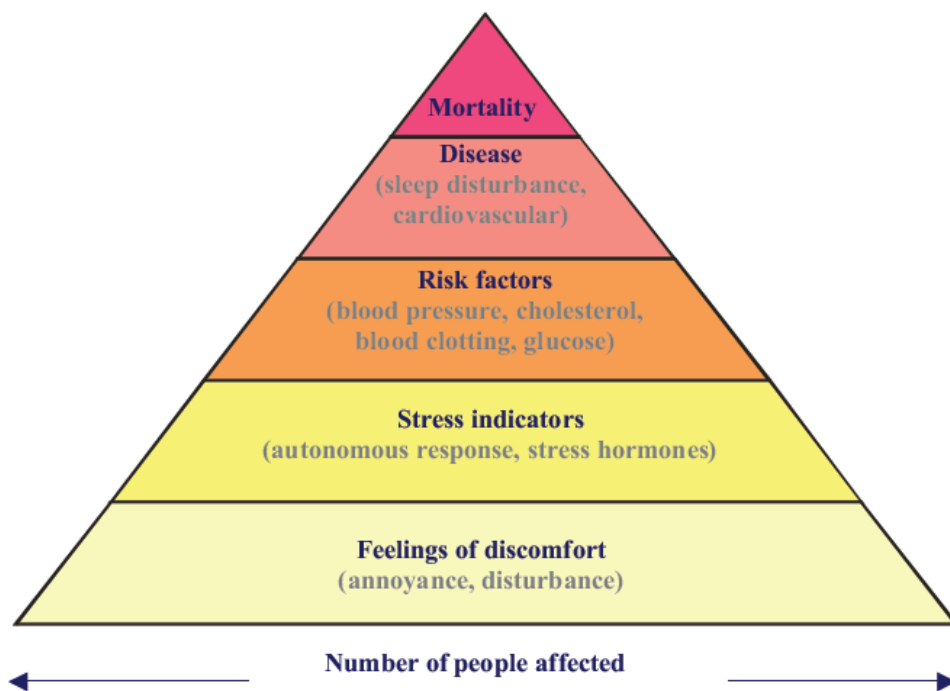 Mortality
Disease
(sleep disturbance,
cardiovascular)
Risk factors
(blood pressure, cholesterol,
blood clotting, glucose)
Stress indicators
(autonomous response, stress hormones)
Feelings of discomfort
(annoyance, disturbance)
Number of people affected